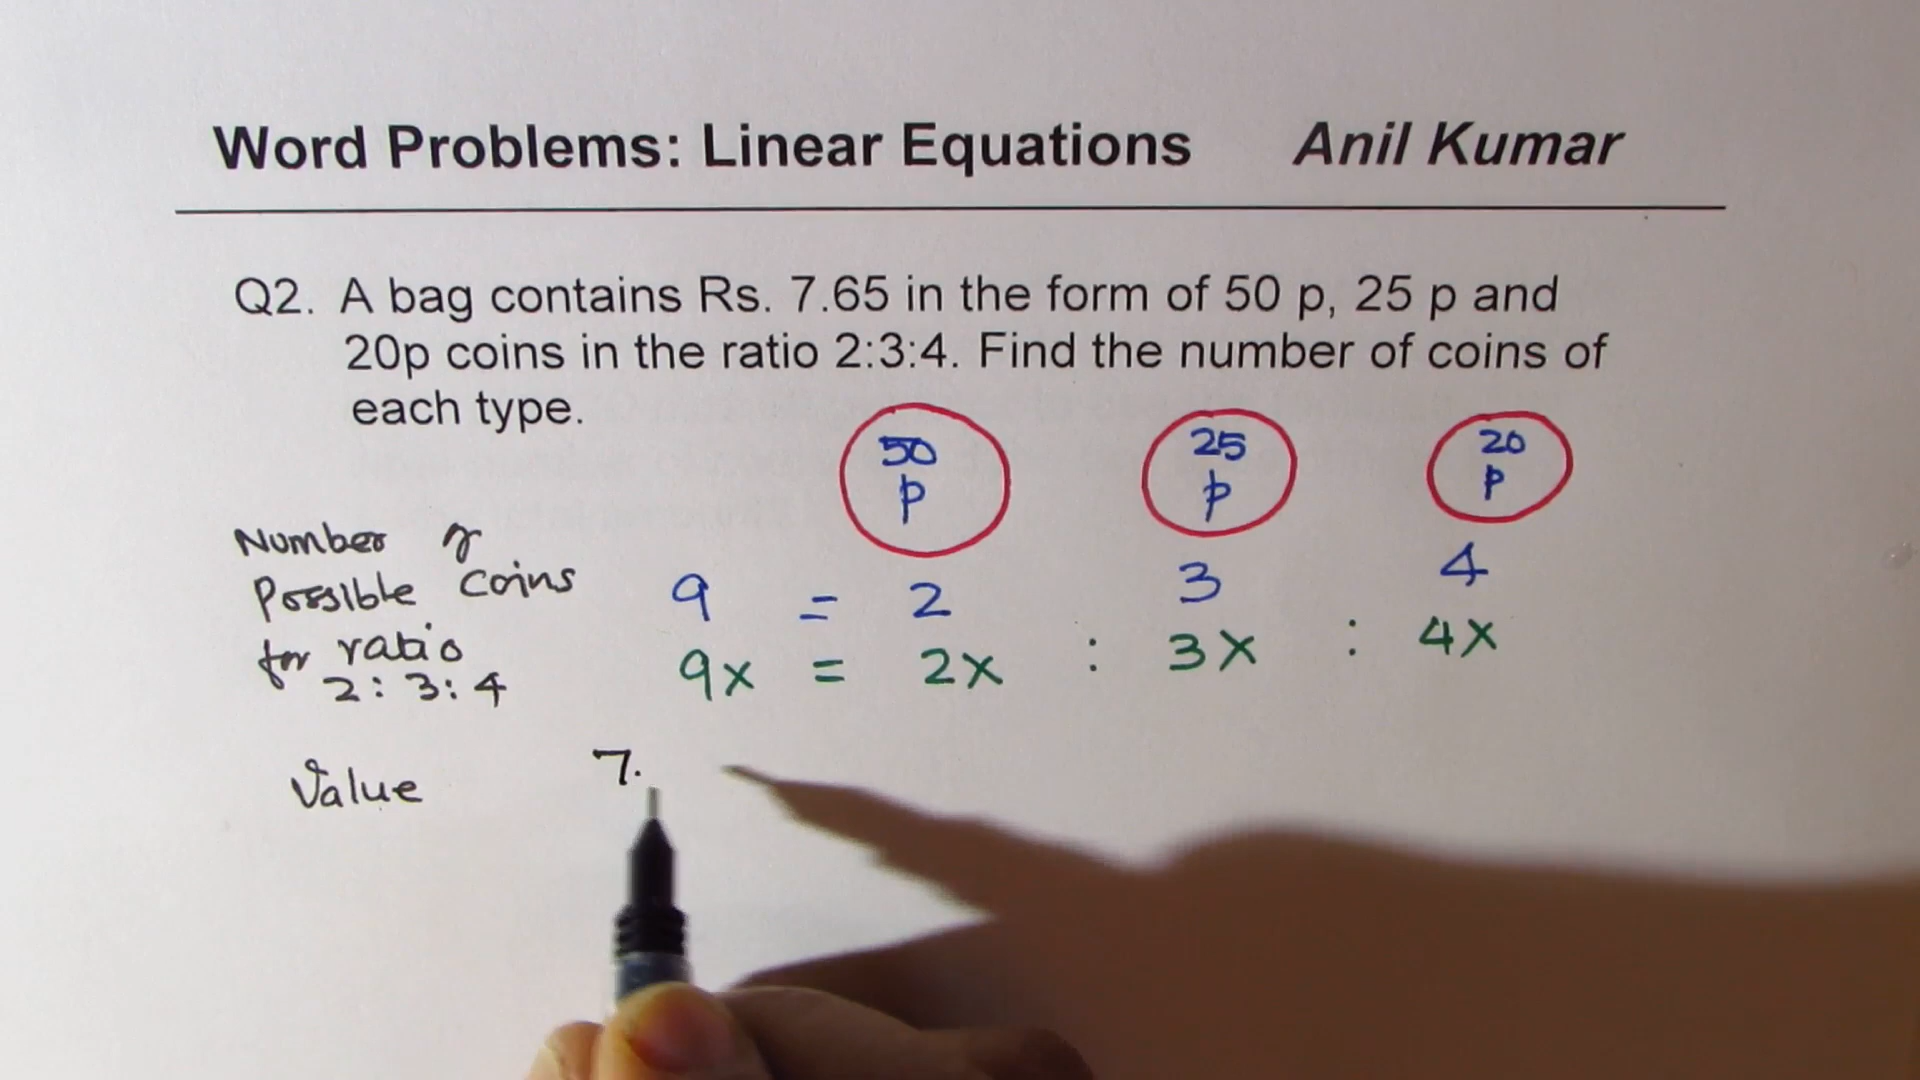 Word Problems: Linear Equations Anil Kumar
Q2. A bag contains Rs. 7.65 in the form of 50 p, 25 p and
20p coins in the ratio 2:3:4. Find the number of coins of
each type.
50 p 25 p 20 p
Number of
Possible Coins
for ratio
2:3:4
9 = 2 3 4
9x = 2x : 3x : 4x
Value 7.